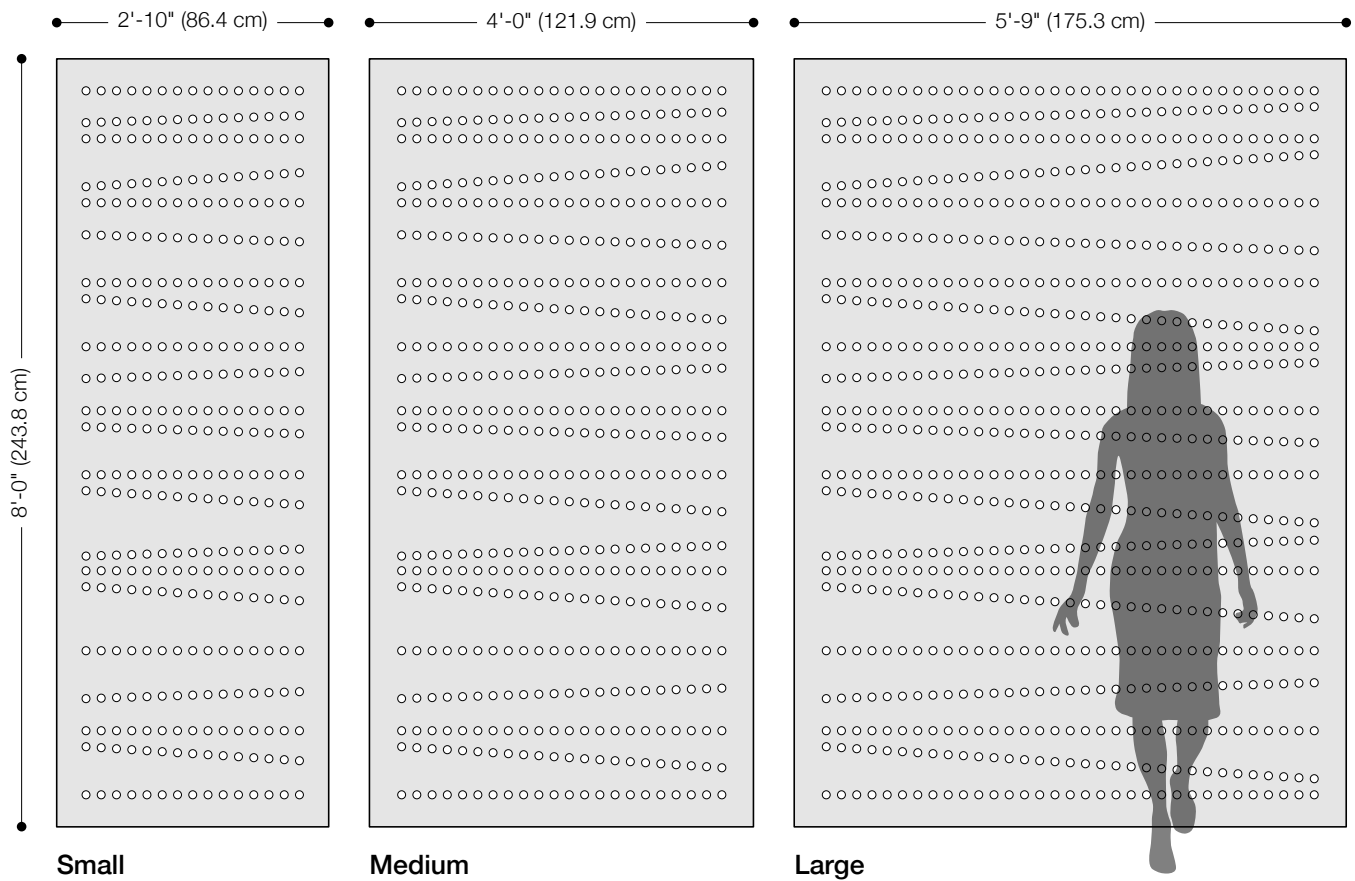 2'-10" (86.4 cm)
4'-0" (121.9 cm)
5'-9" (175.3 cm)
8'-0" (243.8 cm)
Small
Medium
Large